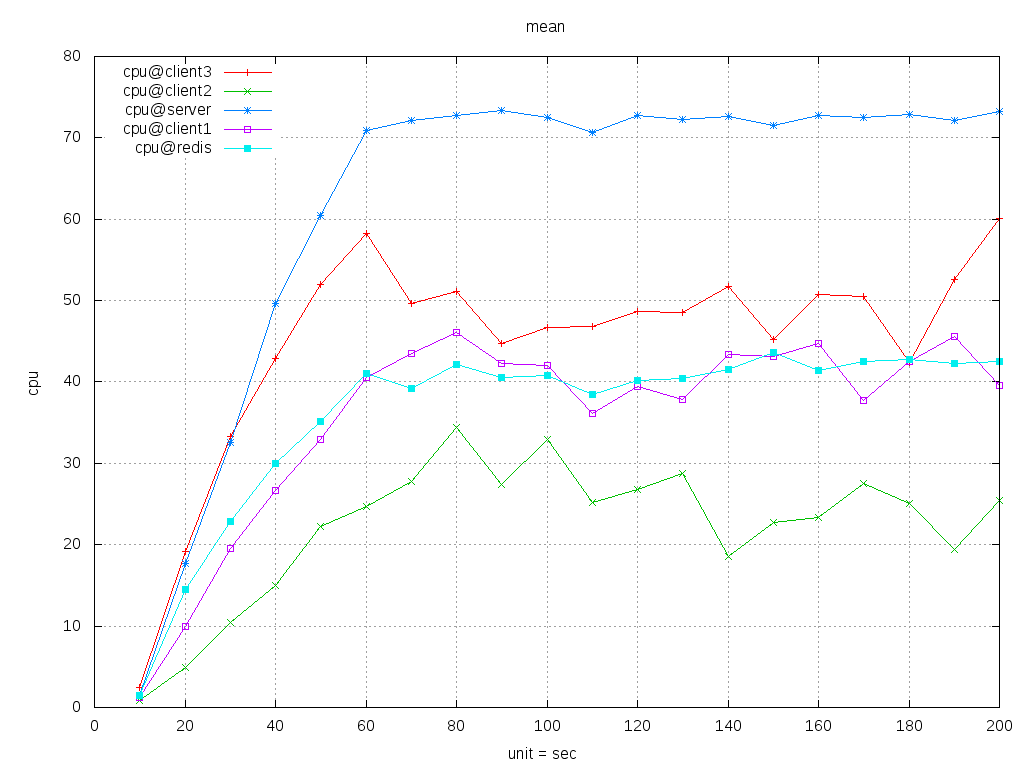 mean
80
70
60
50
40
30
20
10
0
cpu
cpu@client3
cpu@client2
cpu@server
cpu@client1
cpu@redis
0 20 40 60 80 100 120 140 160 180 200
unit = sec